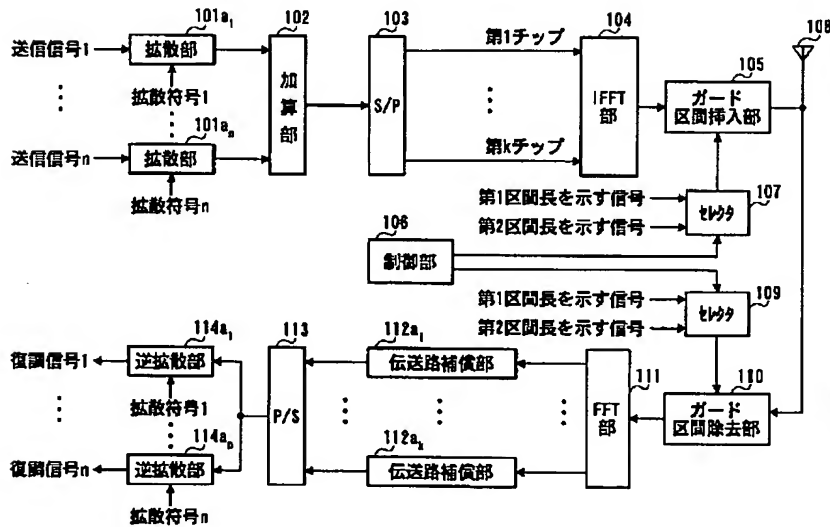 101a1
102
103
104
105
108
送信信号1
拡散部
加算部
S/P
第1チップ
IFFT部
ガード区間挿入部
拡散符号1
101an
送信信号n
拡散部
第kチップ
拡散符号n
第1区間長を示す信号
第2区間長を示す信号
セレクタ
107
106
制御部
第1区間長を示す信号
第2区間長を示す信号
セレクタ
109
114a1
113
112a1
復調信号1
逆拡散部
P/S
伝送路補償部
FFT部
111
ガード区間除去部
110
拡散符号1
114an
112ak
復調信号n
逆拡散部
伝送路補償部
拡散符号n